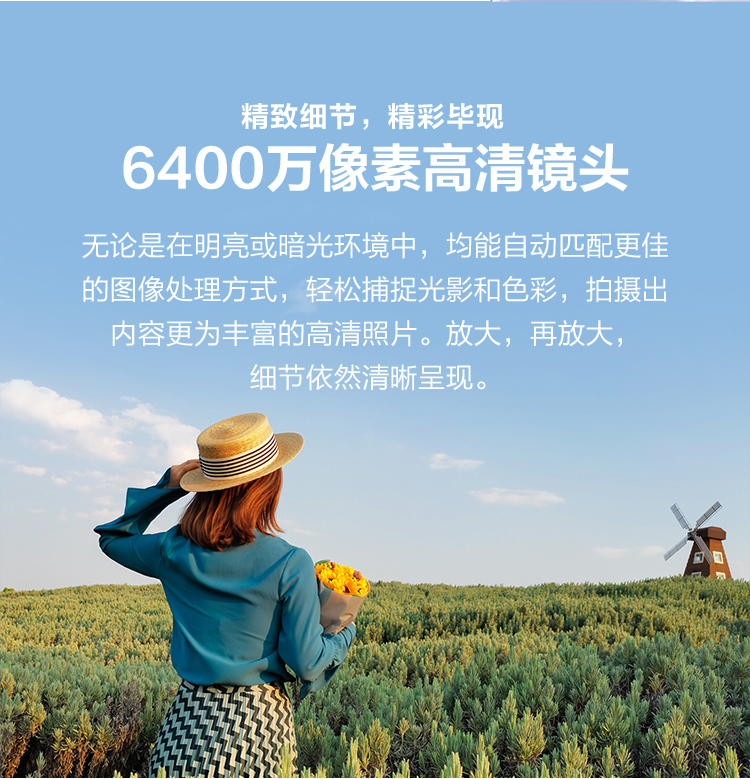 精致细节，精彩毕现
6400万像素高清镜头
无论是在明亮或暗光环境中，均能自动匹配更佳
的图像处理方式，轻松捕捉光影和色彩，拍摄出
内容更为丰富的高清照片。放大，再放大，
细节依然清晰呈现。